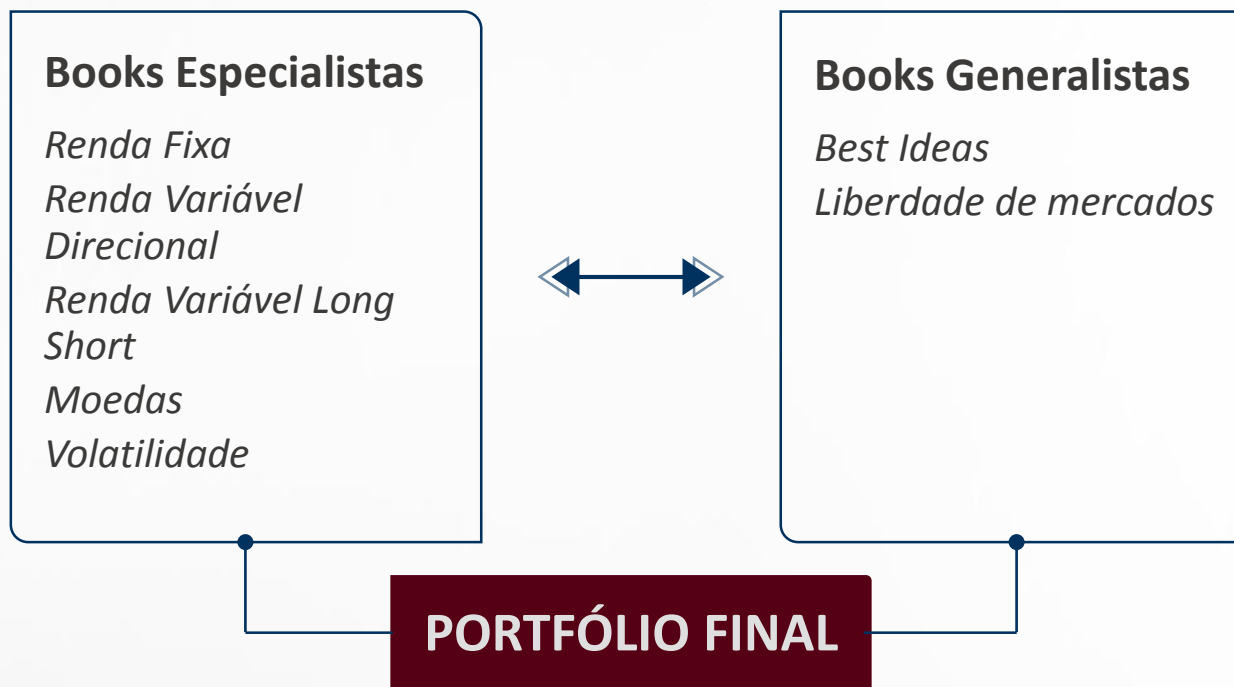 Books Especialistas
Renda Fixa
Renda Variável
Direcional
Renda Variável Long
Short
Moedas
Volatilidade
Books Generalistas
Best Ideas
Liberdade de mercados
PORTFÓLIO FINAL